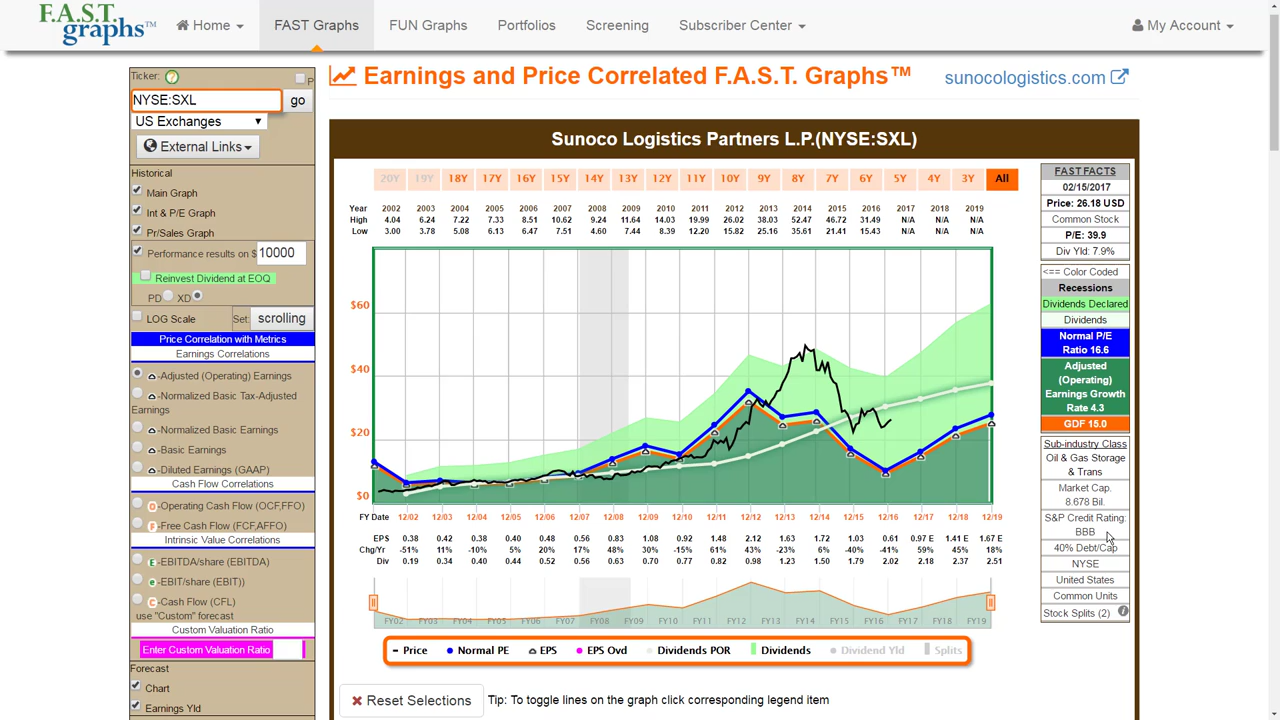 F.A.S.T. graphs™
Home
FAST Graphs
FUN Graphs
Portfolios
Screening
Subscriber Center
My Account
Ticker: ?
P
NYSE:SXL
go
US Exchanges
External Links
Historical
Main Graph
Int & P/E Graph
Pr/Sales Graph
Performance results on $ 10000
Reinvest Dividend at EOQ
PD XD
LOG Scale Set: scrolling
Price Correlation with Metrics
Earnings Correlations
-Adjusted (Operating) Earnings
-Normalized Basic Tax-Adjusted
Earnings
-Normalized Basic Earnings
-Basic Earnings
-Diluted Earnings (GAAP)
Cash Flow Correlations
O-Operating Cash Flow (OCF,FFO)
F-Free Cash Flow (FCF,AFFO)
Intrinsic Value Correlations
E-EBITDA/share (EBITDA)
e-EBIT/share (EBIT)
C-Cash Flow (CFL)
use "Custom" forecast
Custom Valuation Ratio
Enter Custom Valuation Ratio
Forecast
Chart
Earnings Yld
Earnings and Price Correlated F.A.S.T. Graphs™
sunocologistics.com
Sunoco Logistics Partners L.P.(NYSE:SXL)
20Y 19Y 18Y 17Y 16Y 15Y 14Y 13Y 12Y 11Y 10Y 9Y 8Y 7Y 6Y 5Y 4Y 3Y All
Year 2002 2003 2004 2005 2006 2007 2008 2009 2010 2011 2012 2013 2014 2015 2016 2017 2018 2019
High 4.04 6.24 7.22 7.33 8.51 10.62 9.24 11.64 14.03 19.99 26.02 38.03 52.47 46.72 31.49 N/A N/A N/A
Low 3.00 3.78 5.08 6.13 6.47 7.51 4.60 7.44 8.39 12.20 15.82 25.16 35.61 21.41 15.43 N/A N/A N/A
$60
$40
$20
$0
FY Date 12/02 12/03 12/04 12/05 12/06 12/07 12/08 12/09 12/10 12/11 12/12 12/13 12/14 12/15 12/16 12/17 12/18 12/19
EPS 0.38 0.42 0.38 0.40 0.48 0.56 0.83 1.08 0.92 1.48 2.12 1.63 1.72 1.03 0.61 0.97 E 1.41 E 1.67 E
Chg/Yr -51% 11% -10% 5% 20% 17% 48% 30% -15% 61% 43% -23% 6% -40% -41% 59% 45% 18%
Div 0.19 0.34 0.40 0.44 0.52 0.56 0.63 0.70 0.77 0.82 0.98 1.23 1.50 1.79 2.02 2.18 2.37 2.51
FY02 FY03 FY04 FY05 FY06 FY07 FY08 FY09 FY10 FY11 FY12 FY13 FY14 FY15 FY16 FY17 FY18 FY19
Price Normal PE EPS EPS Ovd Dividends POR Dividends Dividend Yld Splits
Reset Selections
Tip: To toggle lines on the graph click corresponding legend item
FAST FACTS
02/15/2017
Price: 26.18 USD
Common Stock
P/E: 39.9
Div Yld: 7.9%
<== Color Coded
Recessions
Dividends Declared
Dividends
Normal P/E
Ratio 16.6
Adjusted
(Operating)
Earnings Growth
Rate 4.3
GDF 15.0
Sub-industry Class
Oil & Gas Storage
& Trans
Market Cap.
8.678 Bil.
S&P Credit Rating:
BBB
40% Debt/Cap
NYSE
United States
Common Units
Stock Splits (2)